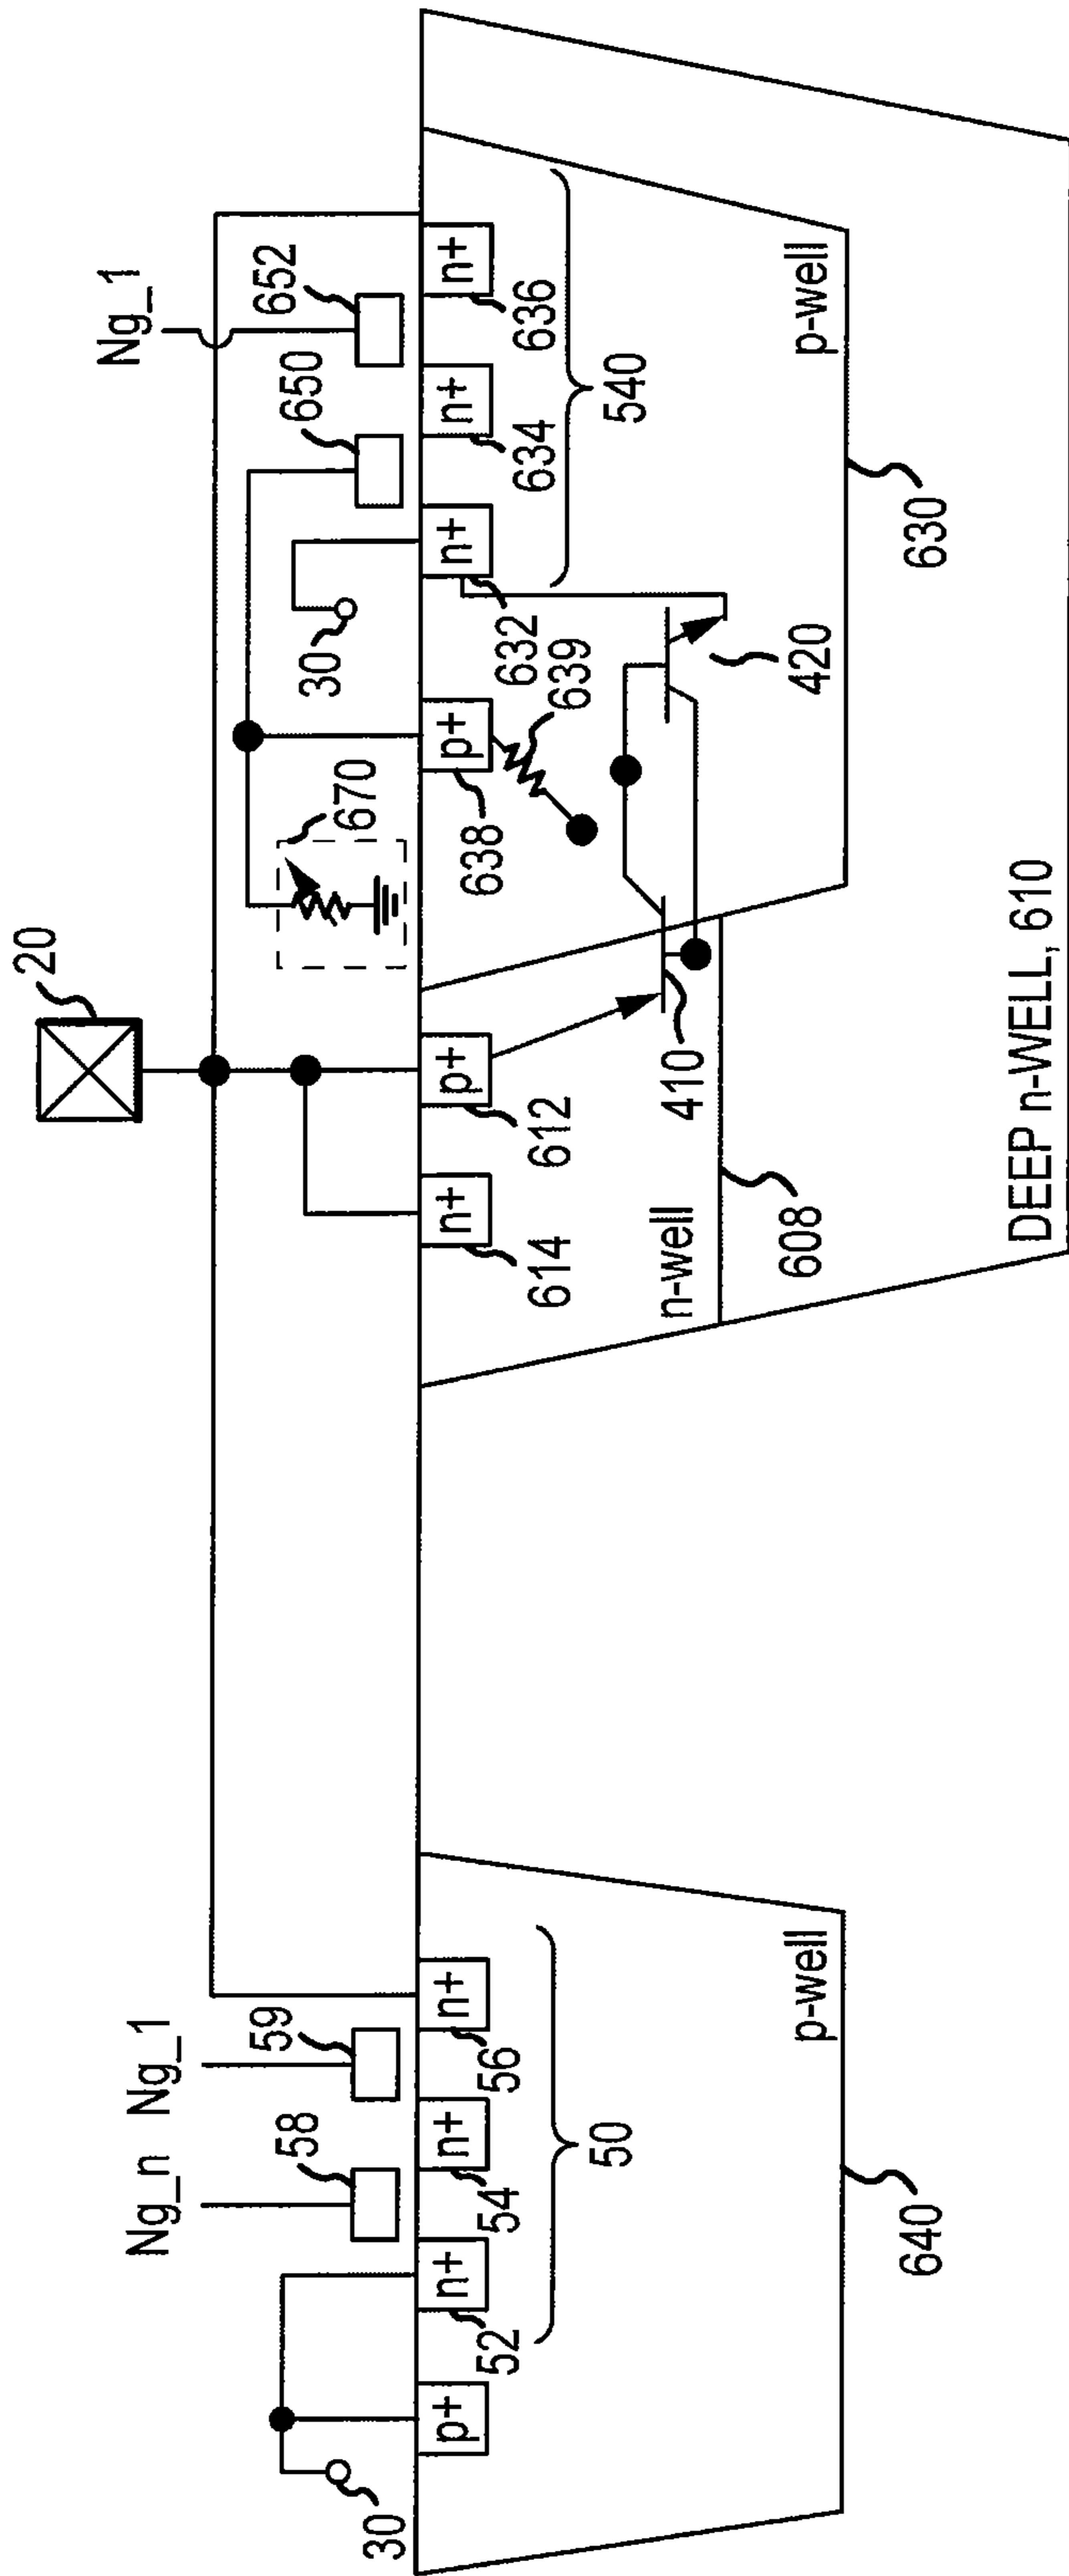 20
Ng_n
Ng_1
Ng_1
58
59
670
650
652
30
30
p+
n+
n+
n+
n+
p+
p+
n+
n+
n+
52
54
56
614
612
638
632
639
634
636
50
540
n-well
410
420
p-well
p-well
608
640
630
DEEP n-WELL, 610